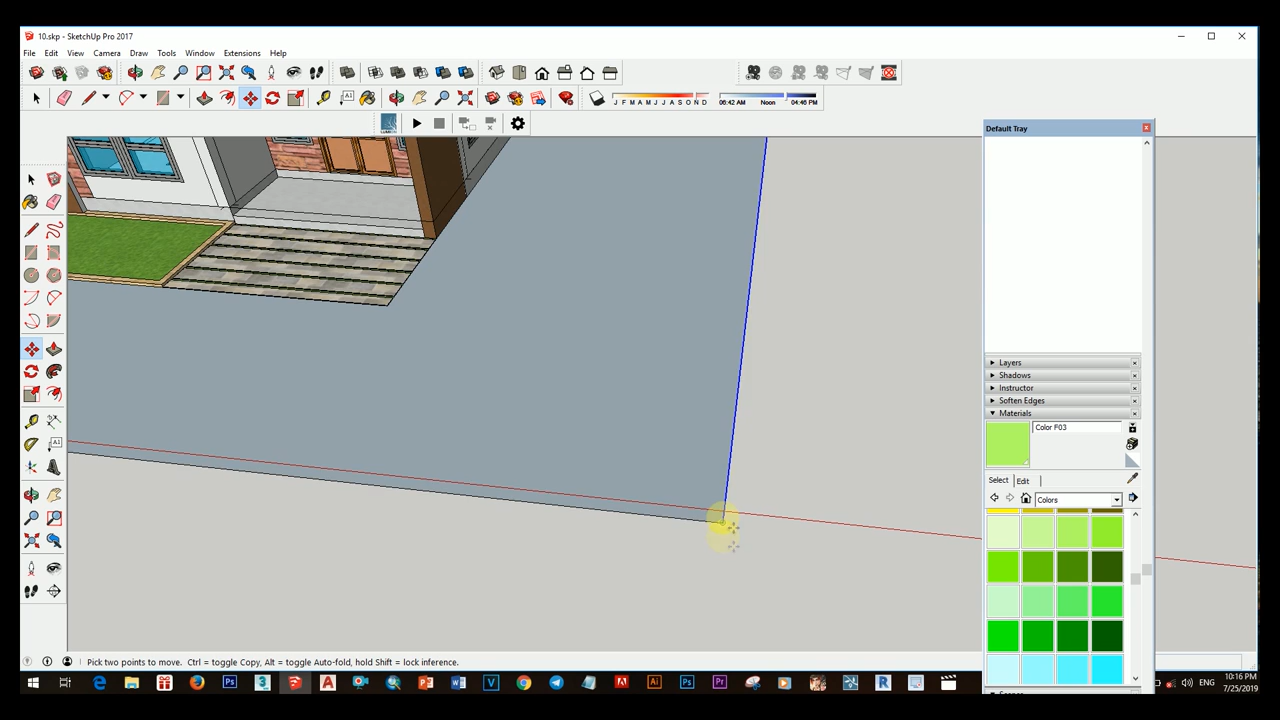 10.skp - SketchUp Pro 2017
File Edit View Camera Draw Tools Window Extensions Help
J F M A M J J A S O N D 06:42 AM Noon 04:46 PM
Default Tray
Layers
Shadows
Instructor
Soften Edges
Materials
Color F03
Select Edit
Colors
Pick two points to move. Ctrl = toggle Copy, Alt = toggle Auto-fold, hold Shift = lock inference.
ENG
10:16 PM
7/25/2019